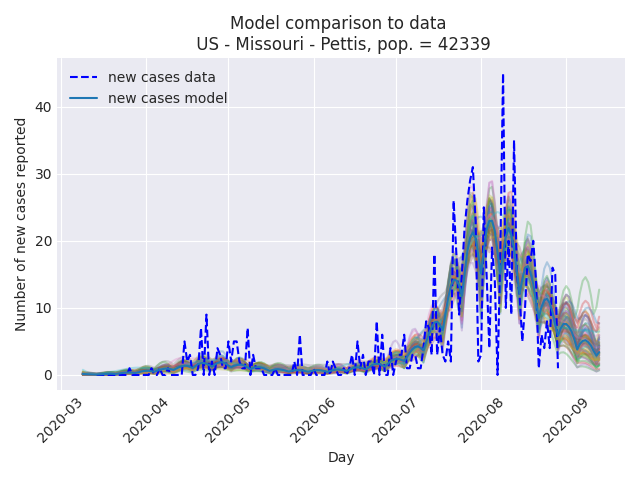 Model comparison to data
US - Missouri - Pettis, pop. = 42339
new cases data
new cases model
Number of new cases reported
40
30
20
10
0
2020-03
2020-04
2020-05
2020-06
2020-07
2020-08
2020-09
Day